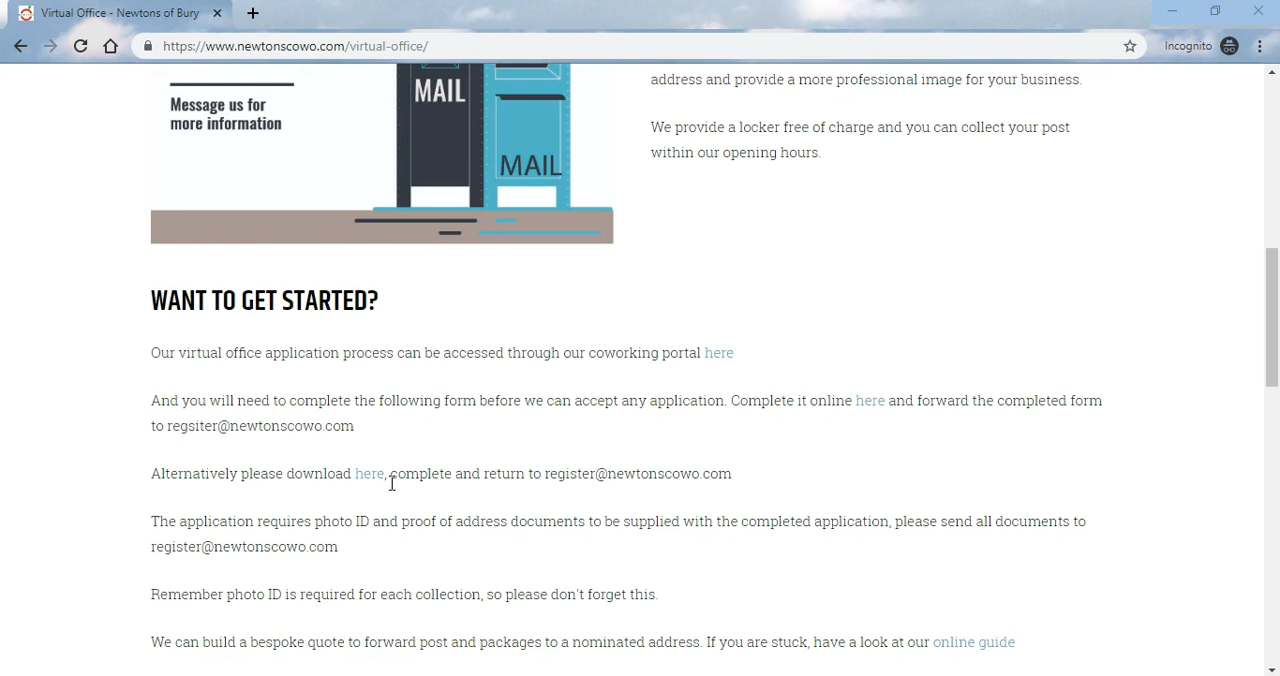 Virtual Office - Newtons of Bury
https://www.newtonscowo.com/virtual-office/
Incognito
Message us for
more information
MAIL
MAIL
address and provide a more professional image for your business.
We provide a locker free of charge and you can collect your post
within our opening hours.
WANT TO GET STARTED?
Our virtual office application process can be accessed through our coworking portal here
And you will need to complete the following form before we can accept any application. Complete it online here and forward the completed form
to regsiter@newtonscowo.com
Alternatively please download here, complete and return to register@newtonscowo.com
The application requires photo ID and proof of address documents to be supplied with the completed application, please send all documents to
register@newtonscowo.com
Remember photo ID is required for each collection, so please don't forget this.
We can build a bespoke quote to forward post and packages to a nominated address. If you are stuck, have a look at our online guide